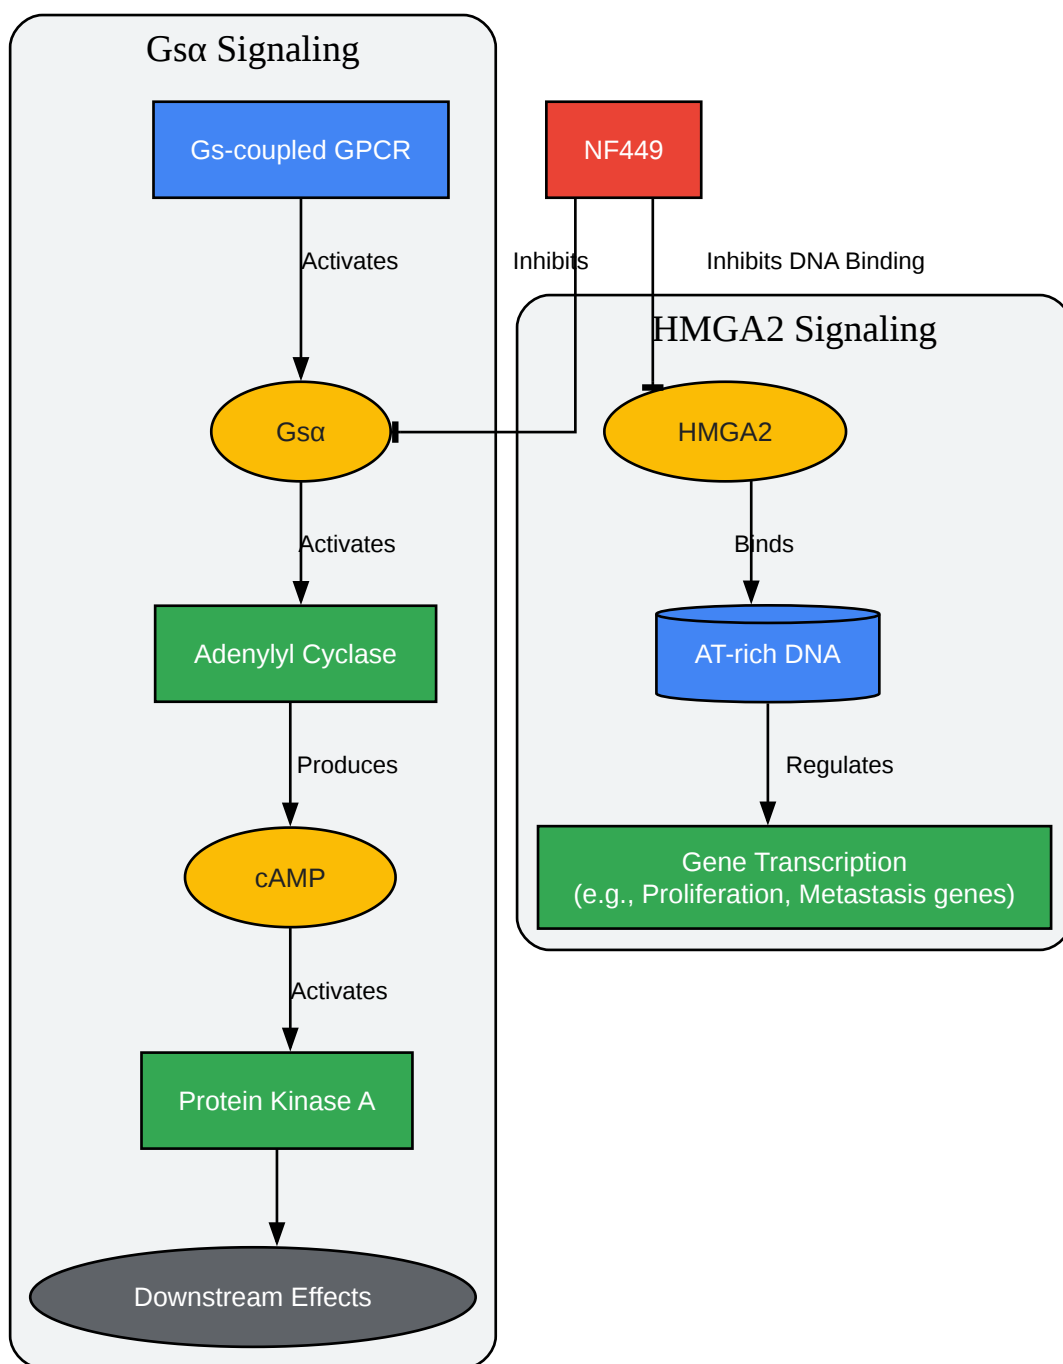 Gsα Signaling
Gs-coupled GPCR
NF449
Activates
Inhibits
Inhibits DNA Binding
HMGA2 Signaling
Gsα
HMGA2
Activates
Binds
Adenylyl Cyclase
AT-rich DNA
Produces
Regulates
cAMP
Gene Transcription
(e.g., Proliferation, Metastasis genes)
Activates
Protein Kinase A
Downstream Effects